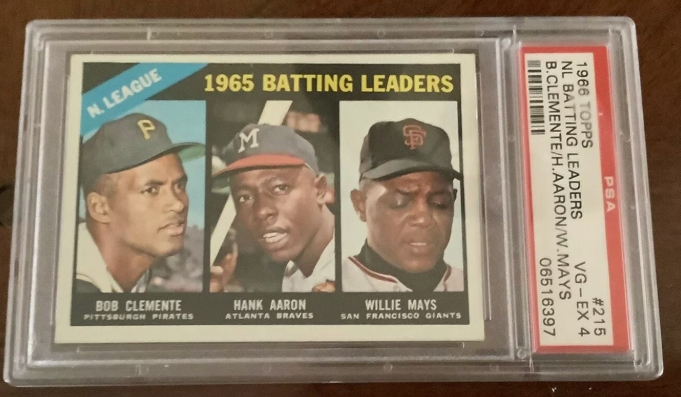 N. LEAGUE
1965 BATTING LEADERS
P
M
SF
BOB CLEMENTE
PITTSBURGH PIRATES
HANK AARON
ATLANTA BRAVES
WILLIE MAYS
SAN FRANCISCO GIANTS
PSA
1966 TOPPS #215
NL BATTING LEADERS VG-EX 4
B.CLEMENTE/H.AARON/W.MAYS
06516397